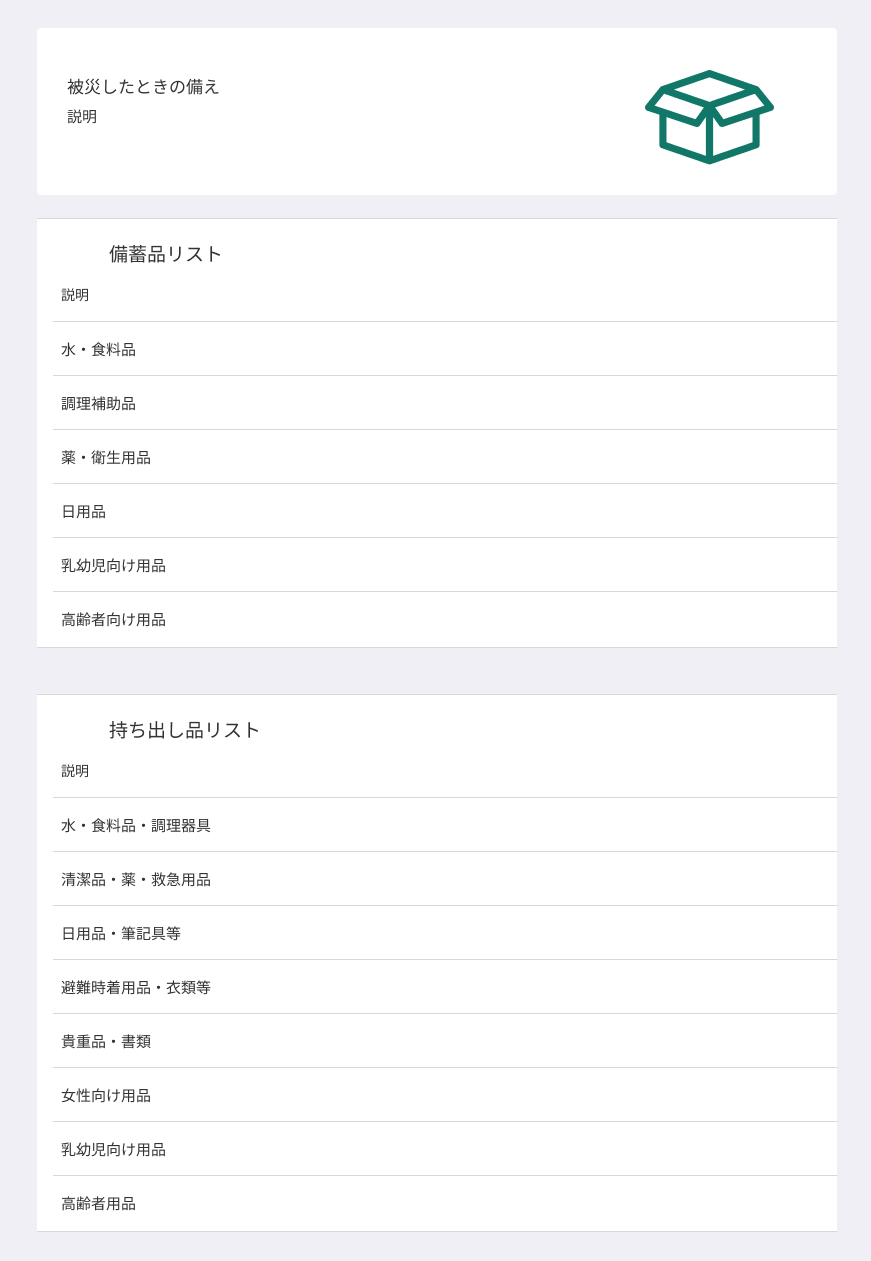 被災したときの備え
説明
備蓄品リスト
説明
水・食料品
調理補助品
薬・衛生用品
日用品
乳幼児向け用品
高齢者向け用品
持ち出し品リスト
説明
水・食料品・調理器具
清潔品・薬・救急用品
日用品・筆記具等
避難時着用品・衣類等
貴重品・書類
女性向け用品
乳幼児向け用品
高齢者用品